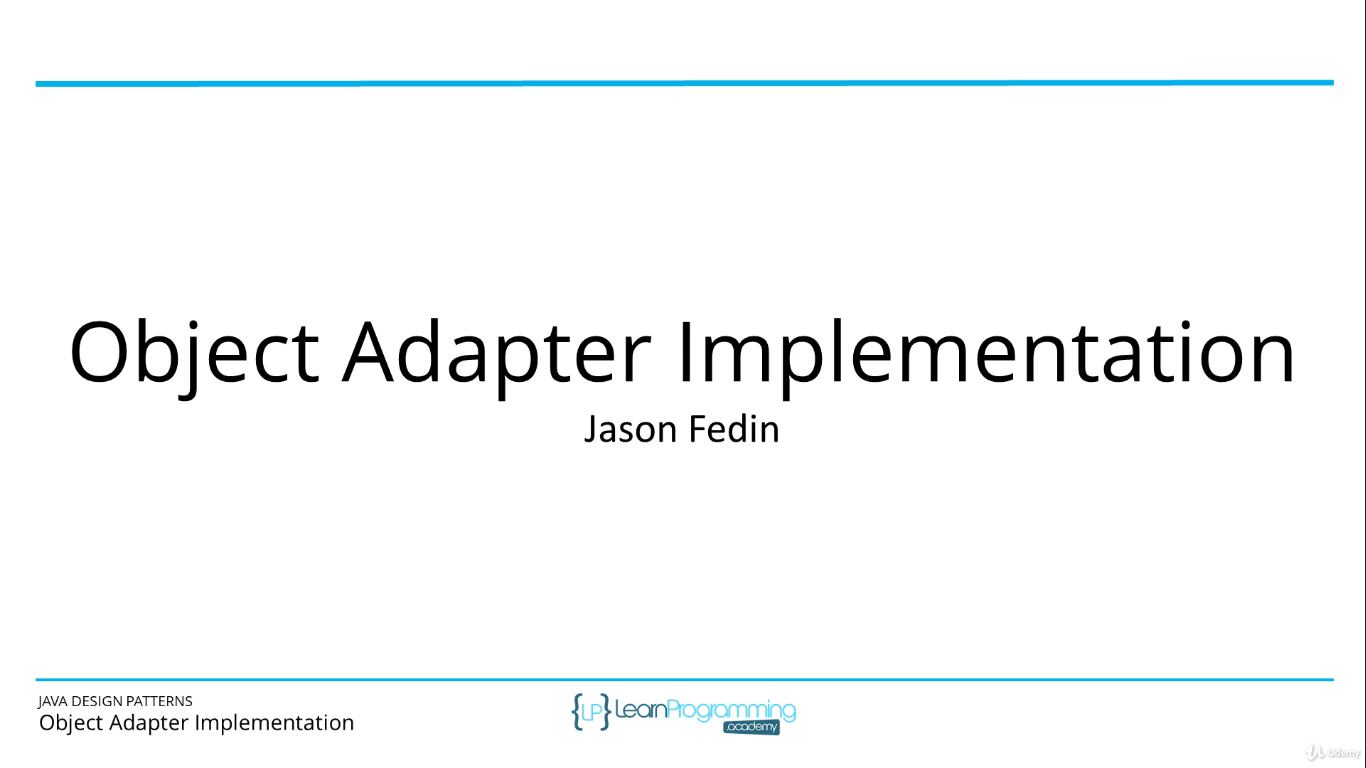 Object Adapter Implementation
Jason Fedin
JAVA DESIGN PATTERNS
Object Adapter Implementation
{LP} LearnProgramming
.academy
Udemy